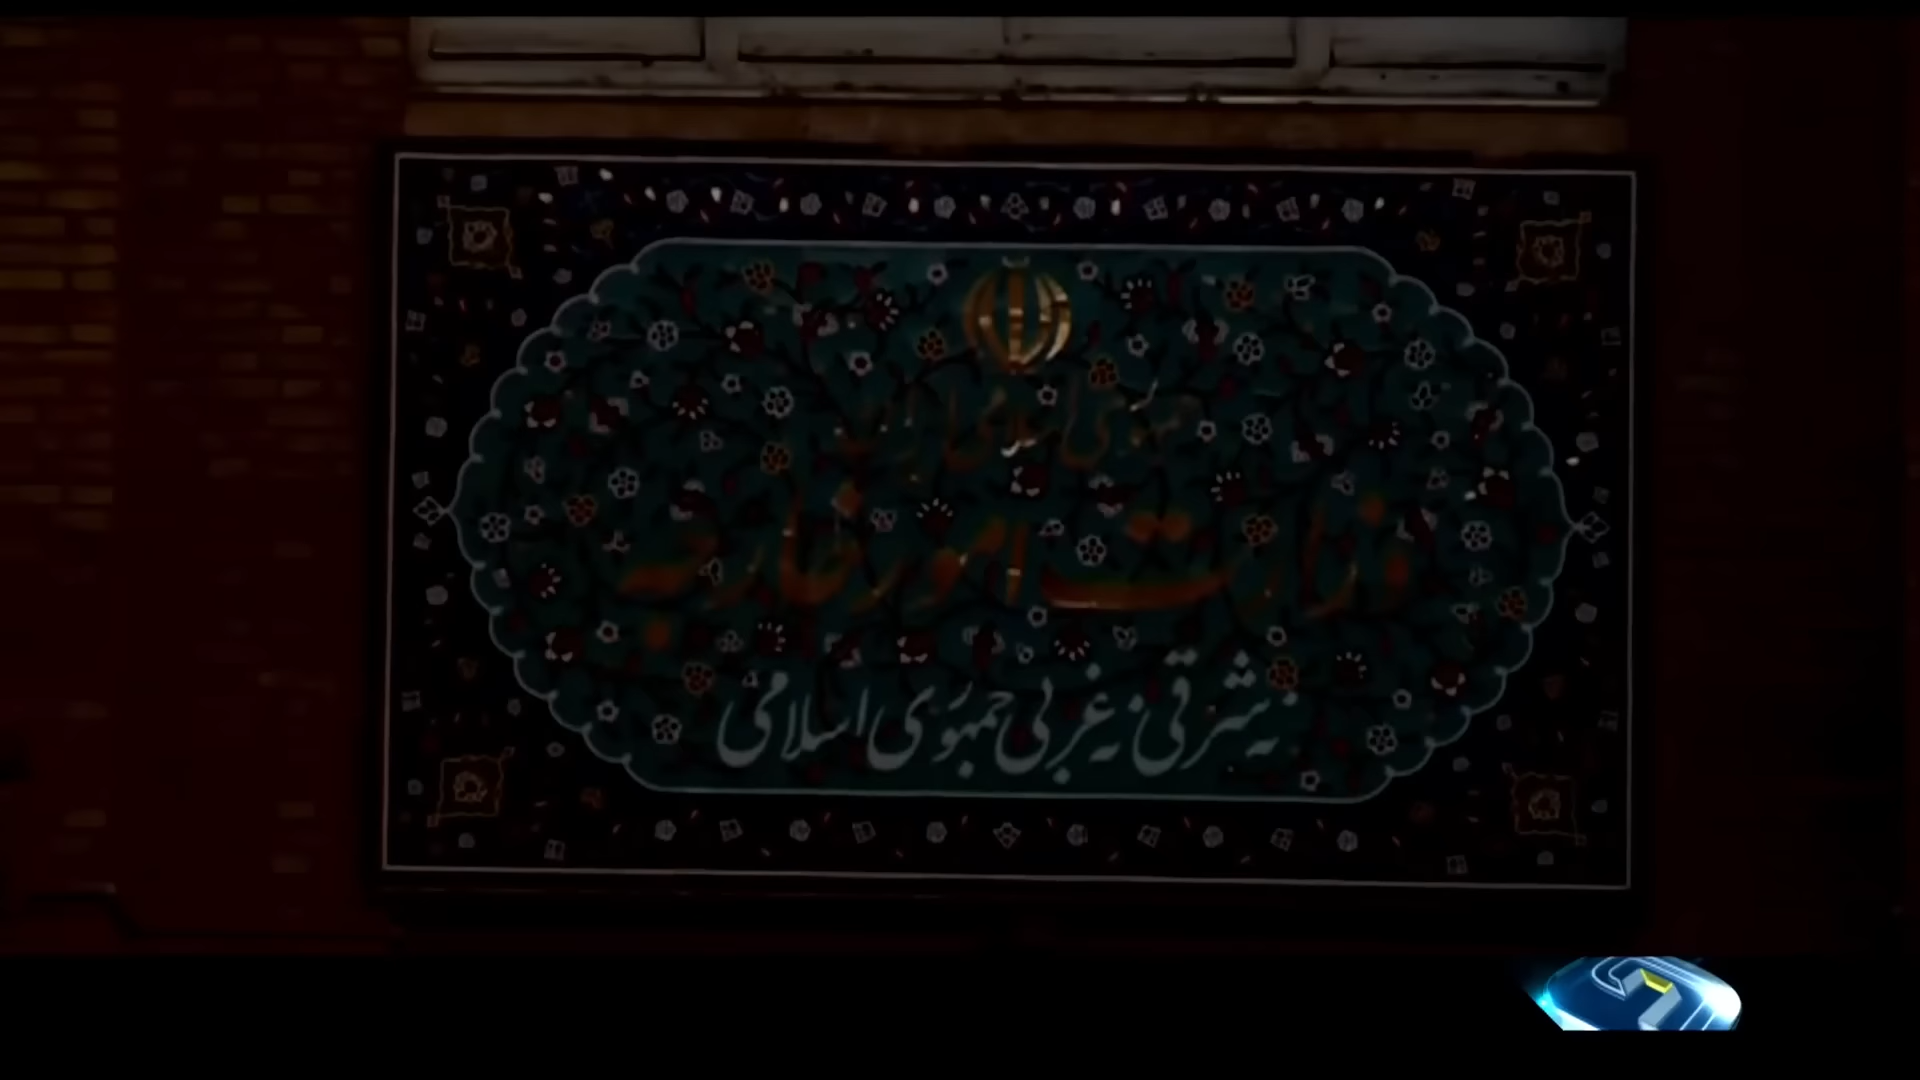 جمهوری اسلامی ایران
وزارت امور خارجه
نه شرقی نه غربی جمهوری اسلامی